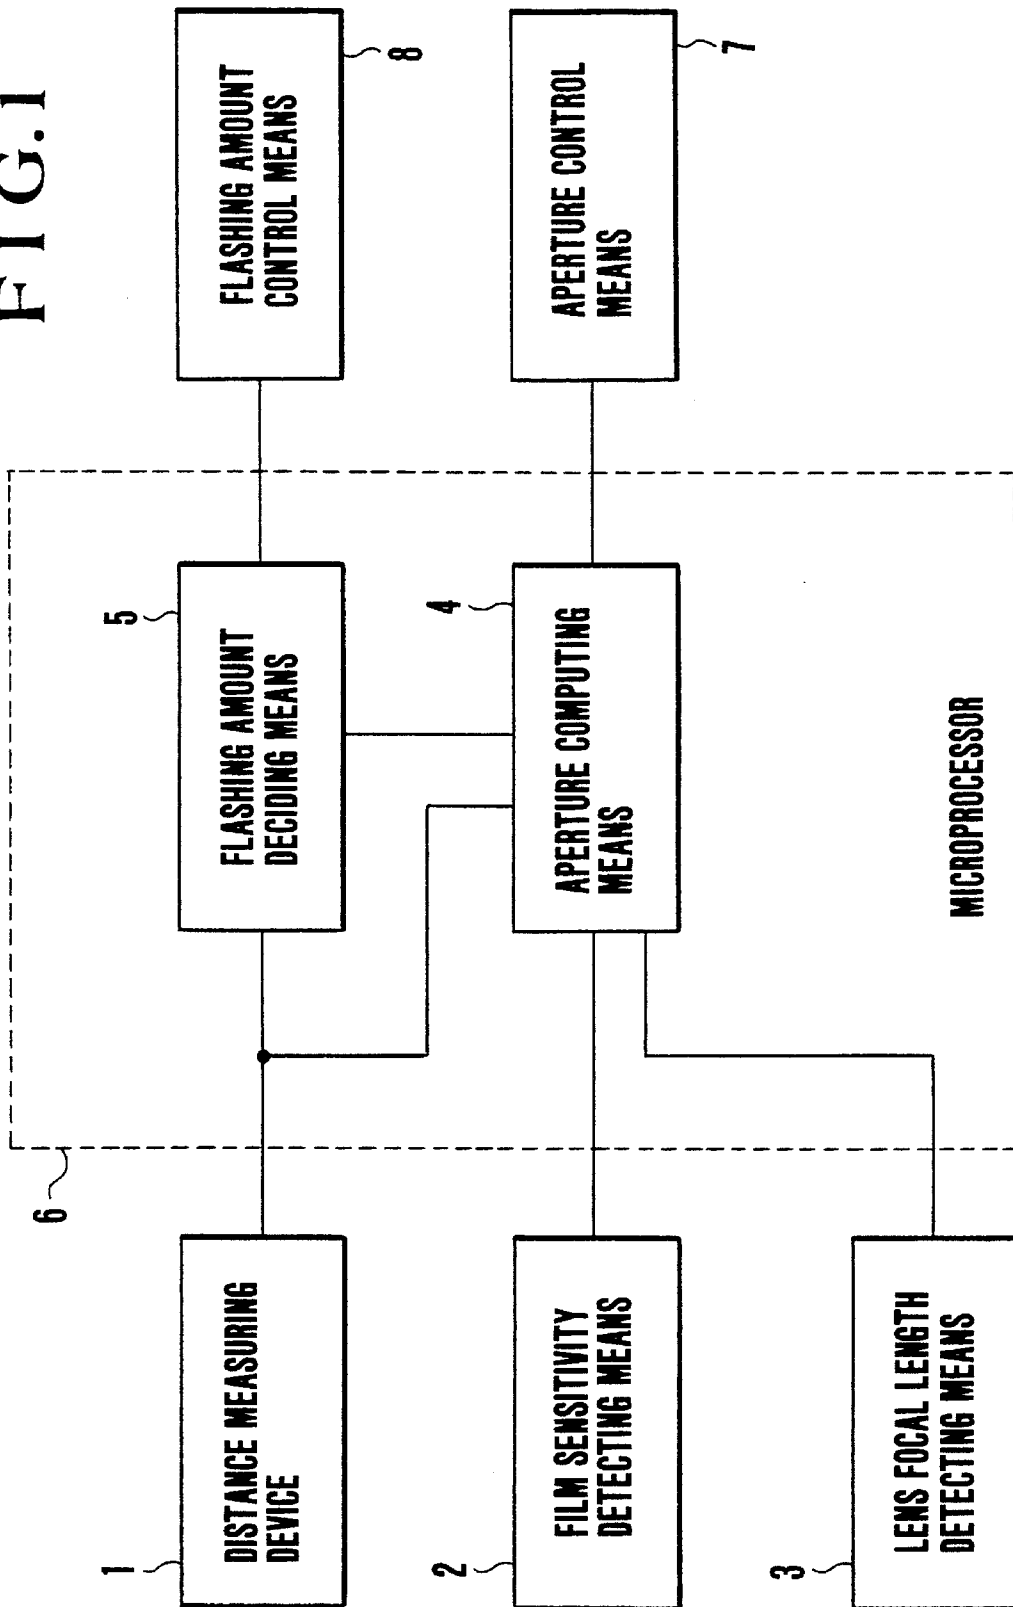 FIG.1
1
DISTANCE MEASURING
DEVICE
2
FILM SENSITIVITY
DETECTING MEANS
3
LENS FOCAL LENGTH
DETECTING MEANS
6
5
FLASHING AMOUNT
DECIDING MEANS
4
APERTURE COMPUTING
MEANS
MICROPROCESSOR
FLASHING AMOUNT
CONTROL MEANS
8
APERTURE CONTROL
MEANS
7